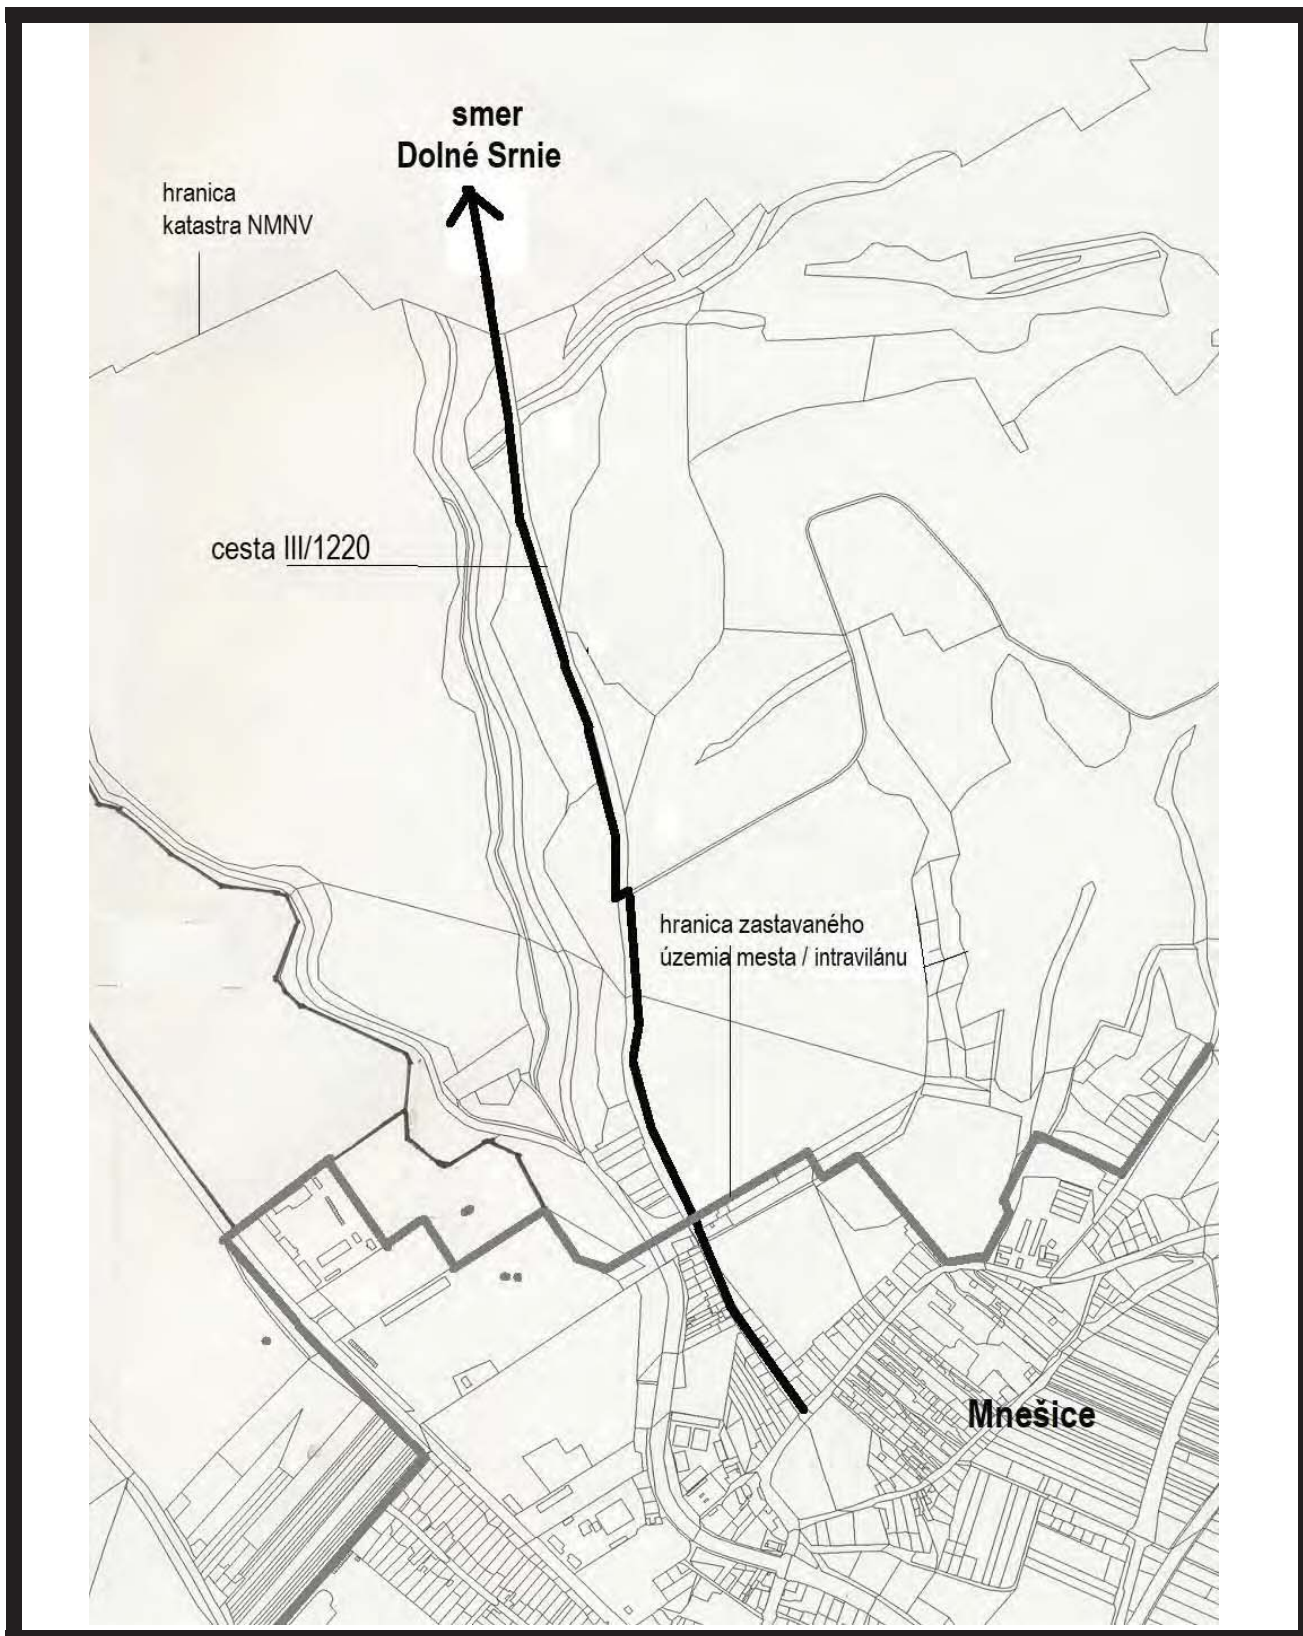 smer
Dolné Srnie
hranica
katastra NMNV
cesta III/1220
hranica zastavaného
územia mesta / intravilánu
Mnešice